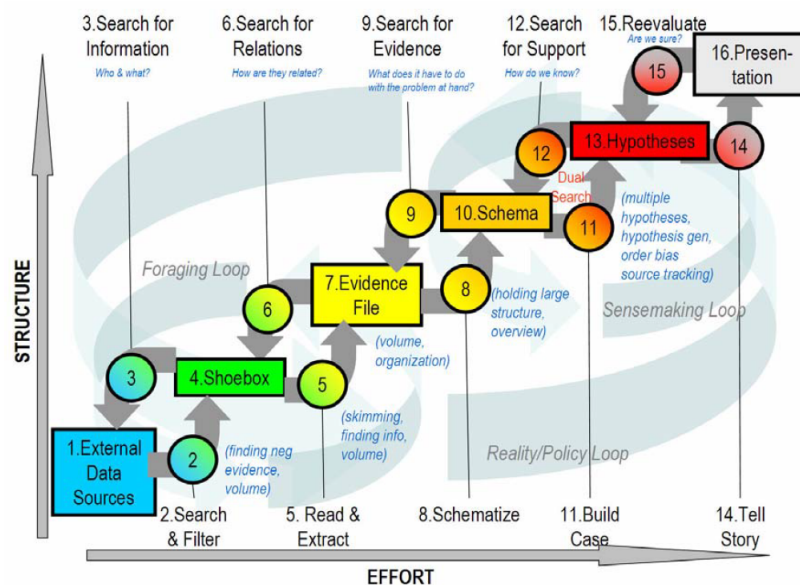 3.Search for
Information
Who & what?
6.Search for
Relations
How are they related?
9.Search for
Evidence
What does it have to do
with the problem at hand?
12.Search
for Support
How do we know?
15.Reevaluate
Are we sure?
16.Presen-
tation
15
13.Hypotheses
14
12
Dual
Search
11
(multiple
hypotheses,
hypothesis gen,
order bias
source tracking)
10.Schema
9
Foraging Loop
7.Evidence
File
8
(holding large
structure,
overview)
Sensemaking Loop
6
(volume,
organization)
3
4.Shoebox
5
(skimming,
finding info,
volume)
1.External
Data
Sources
2
(finding neg
evidence,
volume)
Reality/Policy Loop
2.Search
& Filter
5. Read &
Extract
8.Schematize
11.Build
Case
14.Tell
Story
STRUCTURE
EFFORT